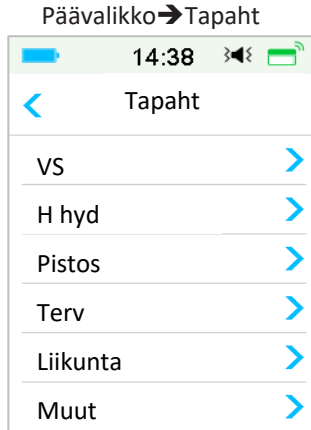 Päävalikko➔Tapaht
14:38
Tapaht
VS
H hyd
Pistos
Terv
Liikunta
Muut